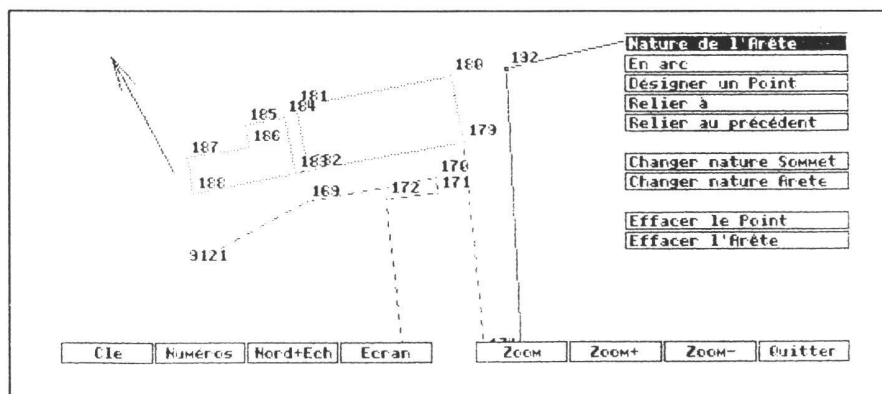 192
Nature de l'Arête
180
En arc
Désigner un Point
181
184
Relier à
185
Relier au précédent
186
179
187
Changer nature Sommet
183
170
172
171
Changer nature Arete
188
169
Effacer le Point
Effacer l'Arête
9121
Cle
Numéros
Nord+Ech
Ecran
Zoom
Zoom+
Zoom-
Quitter